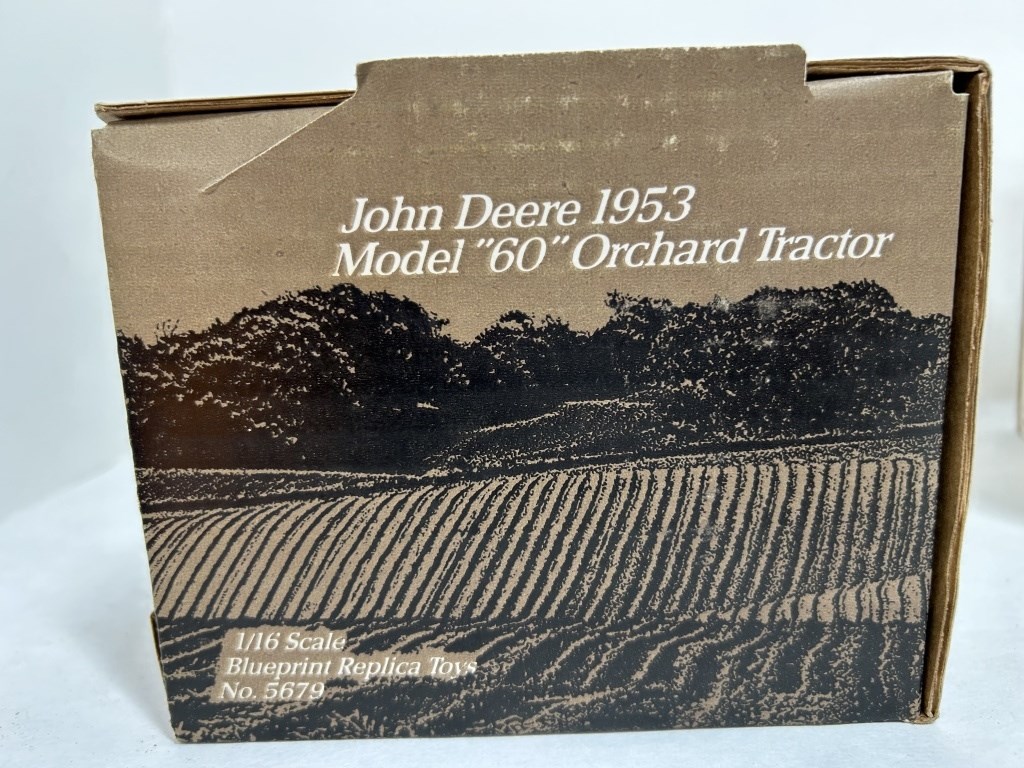 John Deere 1953
Model "60" Orchard Tractor
1/16 Scale
Blueprint Replica Toys
No. 5679